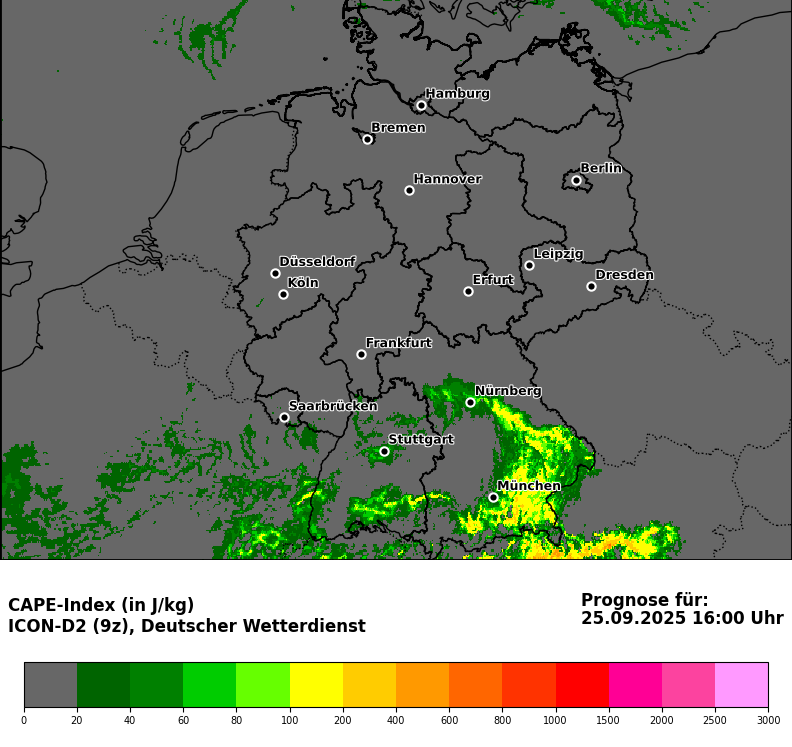 Hamburg
Bremen
Berlin
Hannover
Leipzig
Düsseldorf
Dresden
Köln
Erfurt
Frankfurt
Nürnberg
Saarbrücken
Stuttgart
München
CAPE-Index (in J/kg)
ICON-D2 (9z), Deutscher Wetterdienst
Prognose für:
25.09.2025 16:00 Uhr
0 20 40 60 80 100 200 400 600 800 1000 1500 2000 2500 3000